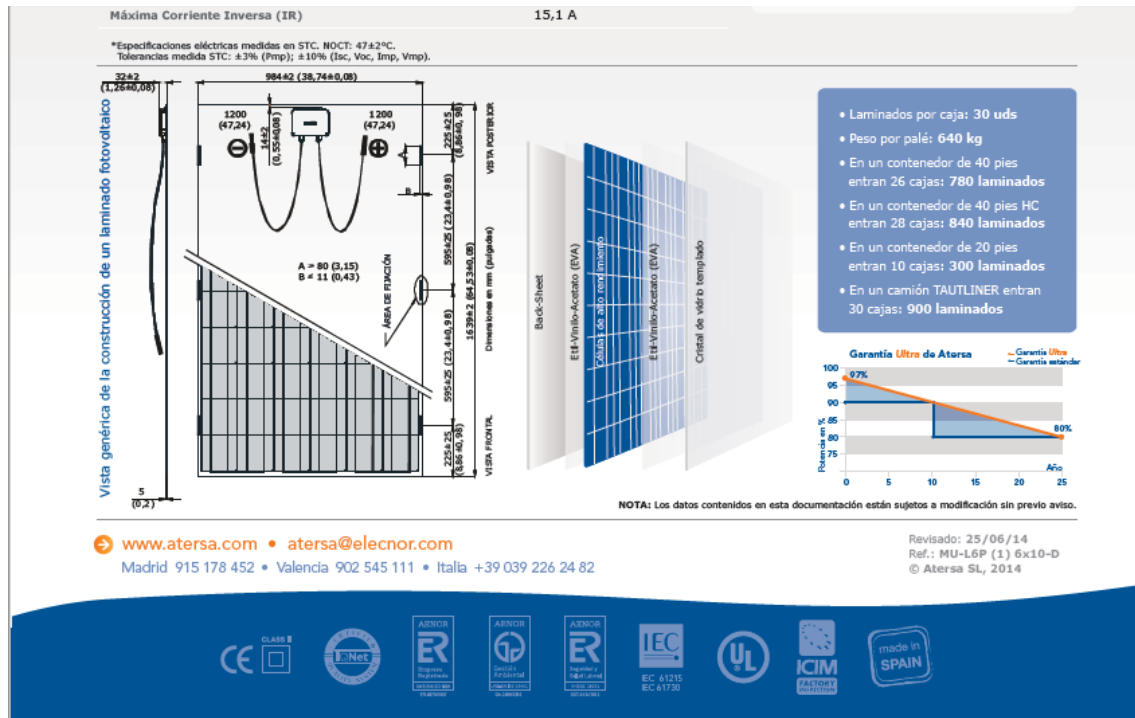 Máxima Corriente Inversa (IR) 15,1 A
*Especificaciones eléctricas medidas en STC. NOCT: 47±2ºC.
Tolerancias medida STC: ±3% (Pmp); ±10% (Isc, Voc, Imp, Vmp).
Vista genérica de la construcción de un laminado fotovoltaico
32±2
(1,26±0,08)
984±2 (38,74±0,08)
1200
(47,24)
14±2
(0,55±0,08)
1200
(47,24)
225±25
(8,86±0,98)
VISTA POSTERIOR
A
B
595±25 (23,4±0,98)
A > 80 (3,15)
B ≤ 11 (0,43)
ÁREA DE FIJACIÓN
1639±2 (64,53±0,08)
Dimensiones en mm (pulgadas)
595±25 (23,4±0,98)
225±25
(8,86±0,98)
VISTA FRONTAL
5
(0,2)
Back-Sheet
Etil-Vinilo-Acetato (EVA)
Células de alto rendimiento
Etil-Vinilo-Acetato (EVA)
Cristal de vidrio templado
• Laminados por caja: 30 uds
• Peso por palé: 640 kg
• En un contenedor de 40 pies
entran 26 cajas: 780 laminados
• En un contenedor de 40 pies HC
entran 28 cajas: 840 laminados
• En un contenedor de 20 pies
entran 10 cajas: 300 laminados
• En un camión TAUTLINER entran
30 cajas: 900 laminados
Garantía Ultra de Atersa
Garantía Ultra
Garantía estándar
Potencia en %
100
95
90
85
80
75
97%
80%
Año
0 5 10 15 20 25
NOTA: Los datos contenidos en esta documentación están sujetos a modificación sin previo aviso.
www.atersa.com • atersa@elecnor.com
Madrid 915 178 452 • Valencia 902 545 111 • Italia +39 039 226 24 82
Revisado: 25/06/14
Ref.: MU-L6P (1) 6x10-D
© Atersa SL, 2014
CE
CLASS II
IQNet
AENOR
ER
Empresa
Registrada
AENOR
Gestión
Ambiental
AENOR
ER
Seguridad y
Salud Laboral
IEC
IEC 61215
IEC 61730
UL
ICIM
FACTORY
INSPECTION
made in
SPAIN